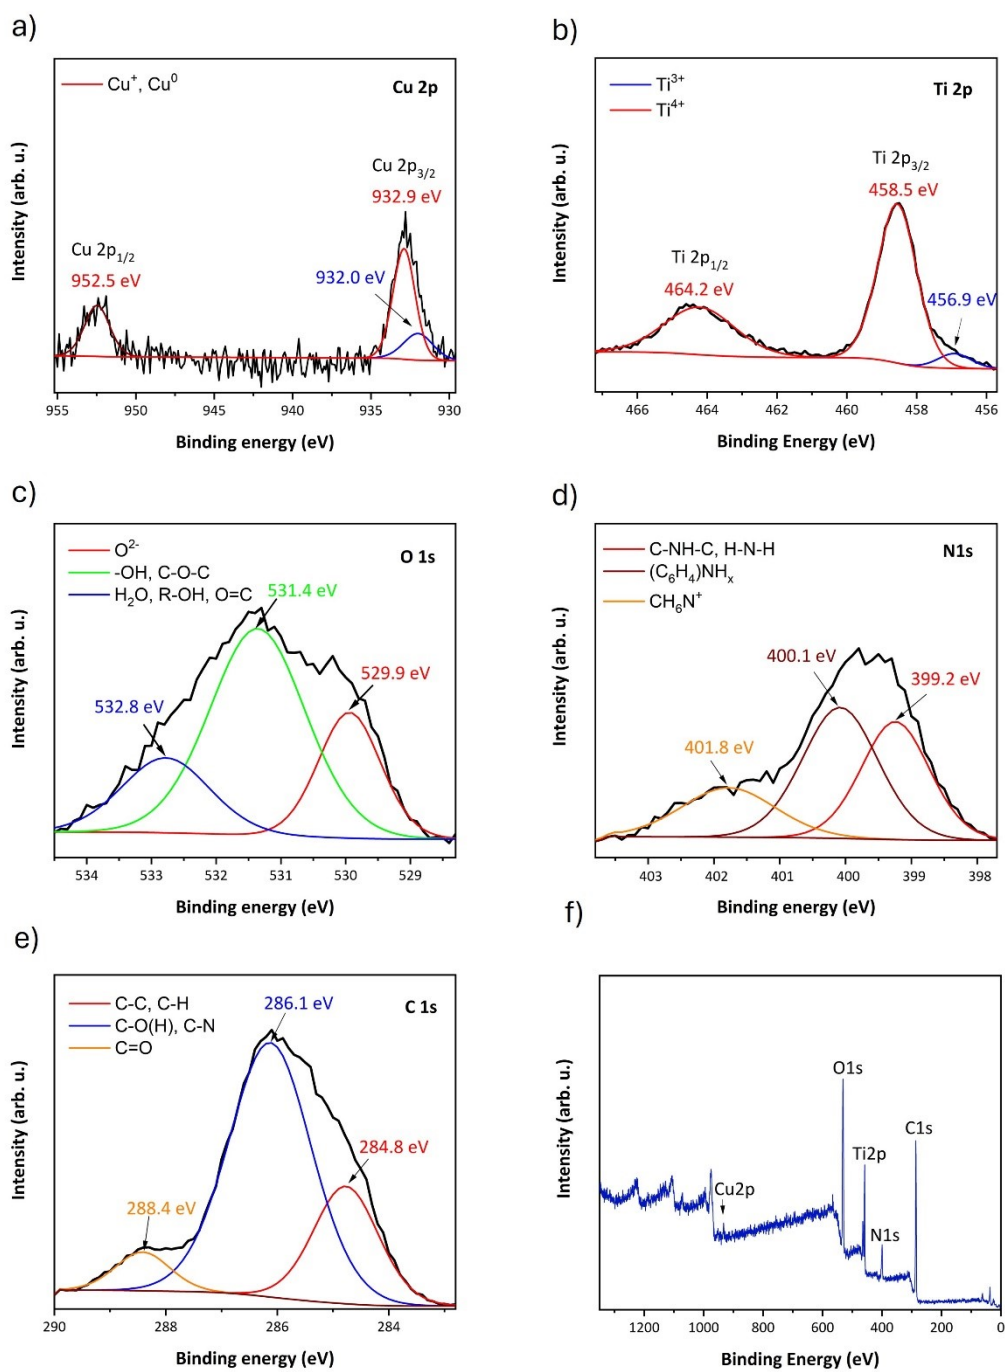 a)
Cu⁺, Cu⁰
Cu 2p
Cu 2p₃/₂
932.9 eV
Cu 2p₁/₂
952.5 eV
932.0 eV
Intensity (arb. u.)
955 950 945 940 935 930
Binding energy (eV)
b)
Ti³⁺
Ti⁴⁺
Ti 2p
Ti 2p₃/₂
458.5 eV
Ti 2p₁/₂
464.2 eV
456.9 eV
Intensity (arb. u.)
466 464 462 460 458 456
Binding Energy (eV)
c)
O²⁻
-OH, C-O-C
H₂O, R-OH, O=C
O 1s
531.4 eV
529.9 eV
532.8 eV
Intensity (arb. u.)
534 533 532 531 530 529
Binding energy (eV)
d)
C-NH-C, H-N-H
(C₆H₄)NHₓ
CH₆N⁺
N1s
400.1 eV
399.2 eV
401.8 eV
Intensity (arb. u.)
403 402 401 400 399 398
Binding energy (eV)
e)
C-C, C-H
C-O(H), C-N
C=O
C 1s
286.1 eV
284.8 eV
288.4 eV
Intensity (arb. u.)
290 288 286 284
Binding energy (eV)
f)
O1s
C1s
Ti2p
Cu2p
N1s
Intensity (arb. u.)
1200 1000 800 600 400 200 0
Binding Energy (eV)